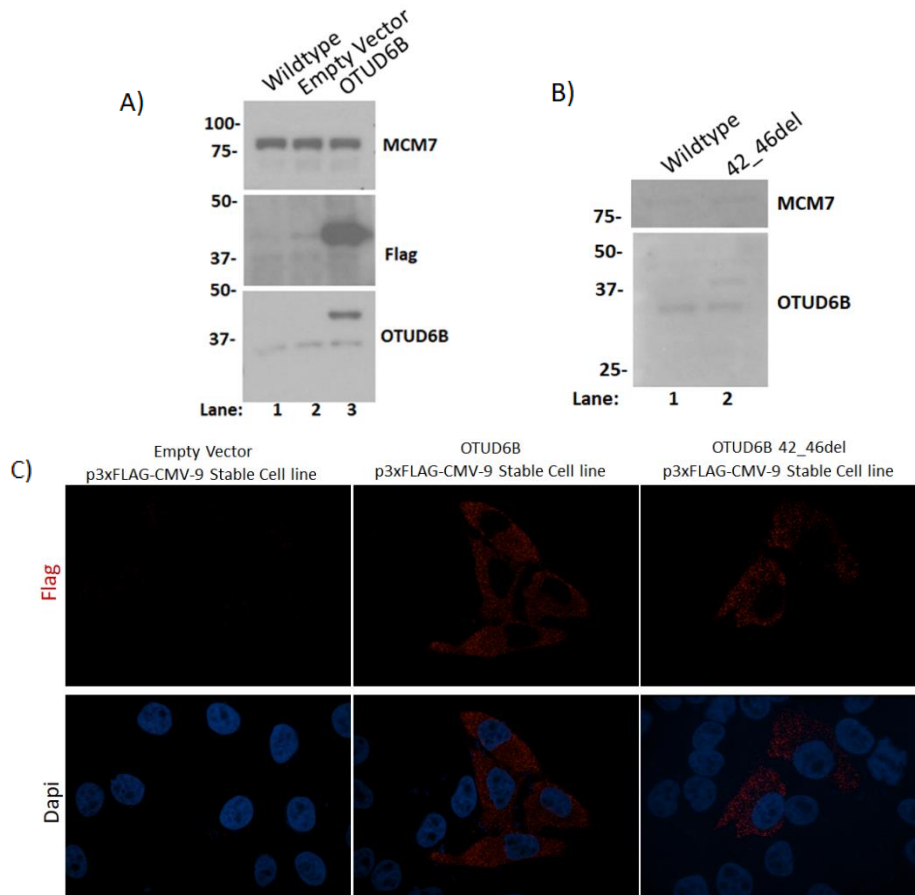 A)
Wildtype
Empty Vector
OTUD6B
100-
75-
MCM7
50-
37-
Flag
50-
37-
OTUD6B
Lane: 1 2 3
B)
Wildtype
42_46del
75-
MCM7
50-
37-
25-
OTUD6B
Lane: 1 2
C)
Empty Vector
p3xFLAG-CMV-9 Stable Cell line
OTUD6B
p3xFLAG-CMV-9 Stable Cell line
OTUD6B 42_46del
p3xFLAG-CMV-9 Stable Cell line
Flag
Dapi